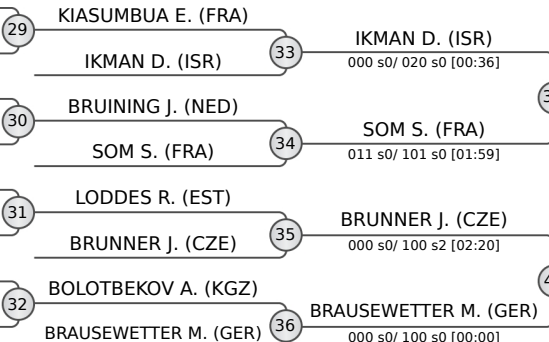 KIASUMBUA E. (FRA)
29
IKMAN D. (ISR)
33
IKMAN D. (ISR)
000 s0/ 020 s0 [00:36]
BRUINING J. (NED)
30
SOM S. (FRA)
34
SOM S. (FRA)
011 s0/ 101 s0 [01:59]
LODDES R. (EST)
31
BRUNNER J. (CZE)
35
BRUNNER J. (CZE)
000 s0/ 100 s2 [02:20]
BOLOTBEKOV A. (KGZ)
32
BRAUSEWETTER M. (GER)
36
BRAUSEWETTER M. (GER)
000 s0/ 100 s0 [00:00]